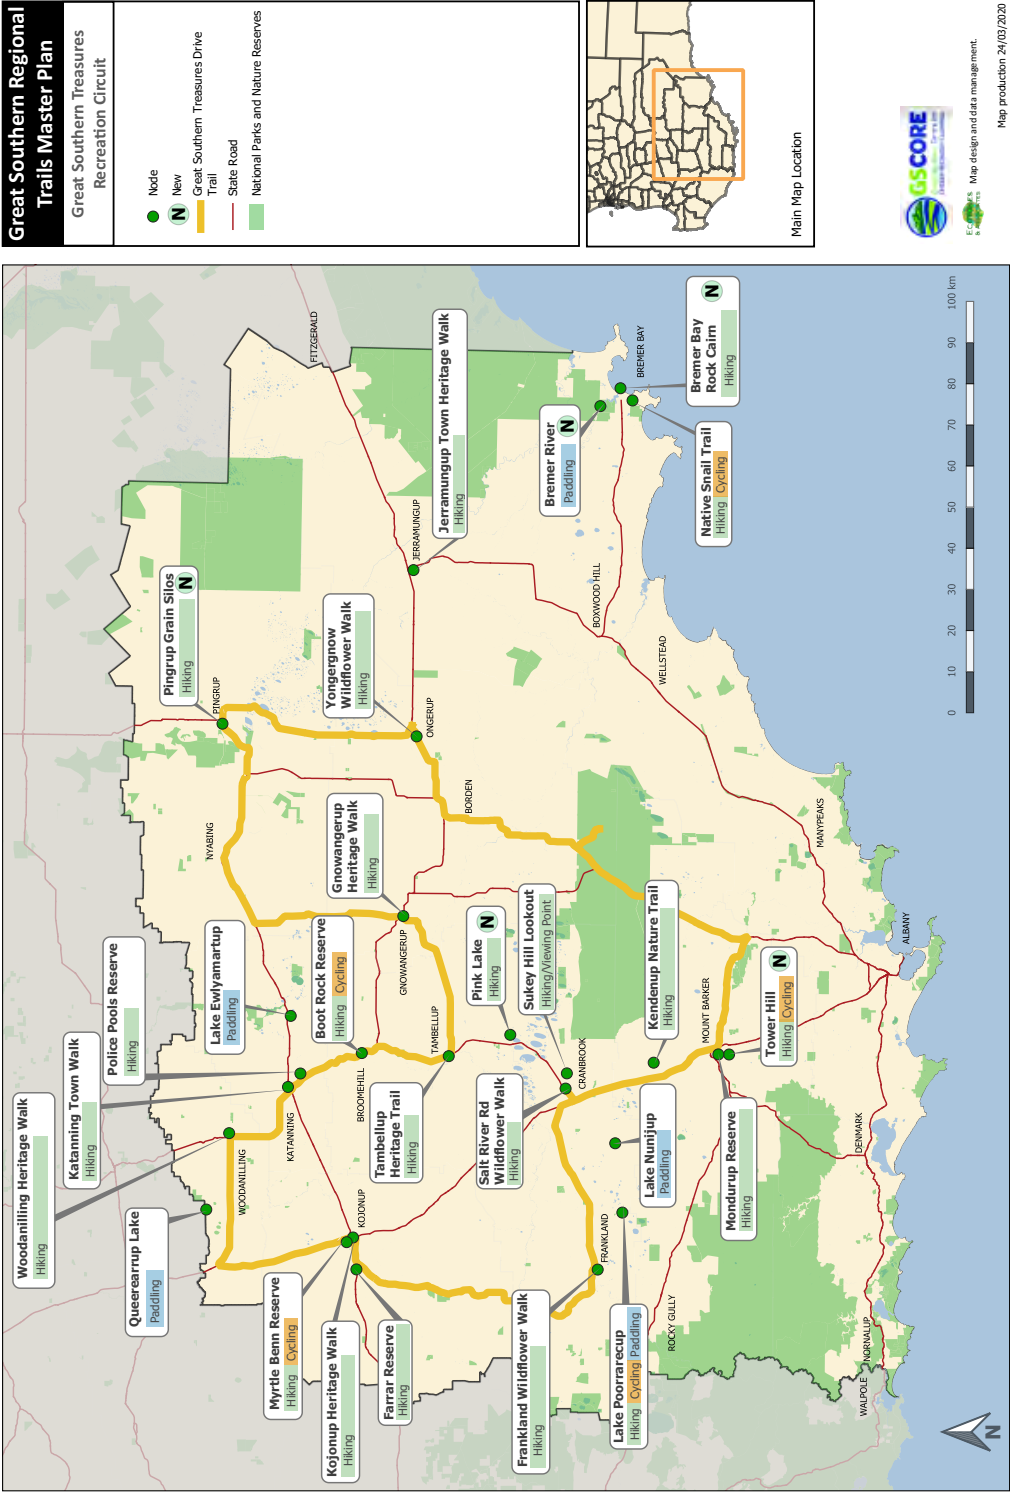 Great Southern Regional
Trails Master Plan
Great Southern Treasures
Recreation Circuit
Node
N New
Great Southern Treasures Drive
Trail
State Road
National Parks and Nature Reserves
Main Map Location
GSCORE
Map design and data management.
Map production 24/03/2020
Woodanilling Heritage Walk
Hiking
Katanning Town Walk
Hiking
Police Pools Reserve
Hiking
Queerearrup Lake
Paddling
Lake Ewlyamartup
Paddling
Pingrup Grain Silos
Hiking
N
Myrtle Benn Reserve
Hiking Cycling
Boot Rock Reserve
Hiking Cycling
Gnowangerup
Heritage Walk
Hiking
Yongergnow
Wildflower Walk
Hiking
Kojonup Heritage Walk
Hiking
Farrar Reserve
Hiking
Tambellup
Heritage Trail
Hiking
Jerramungup Town Heritage Walk
Hiking
Pink Lake
Hiking
N
Salt River Rd
Wildflower Walk
Hiking
Sukey Hill Lookout
Hiking/Viewing Point
Frankland Wildflower Walk
Hiking
Bremer River
Paddling
N
Lake Poorrarecup
Hiking Cycling Paddling
Lake Nunijup
Paddling
Kendenup Nature Trail
Hiking
Bremer Bay
Rock Cairn
Hiking
N
Native Snail Trail
Hiking Cycling
Mondurup Reserve
Hiking
Tower Hill
Hiking Cycling
N
FITZGERALD
PINGRUP
NYABING
WOODANILLING
KATANNING
KOJONUP
BROOMEHILL
GNOWANGERUP
TAMBELLUP
ONGERUP
BORDEN
JERRAMUNGUP
BOXWOOD HILL
BREMER BAY
WELLSTEAD
CRANBROOK
FRANKLAND
ROCKY GULLY
MOUNT BARKER
MANYPEAKS
ALBANY
DENMARK
NORNALUP
WALPOLE
0 10 20 30 40 50 60 70 80 90 100 km
N